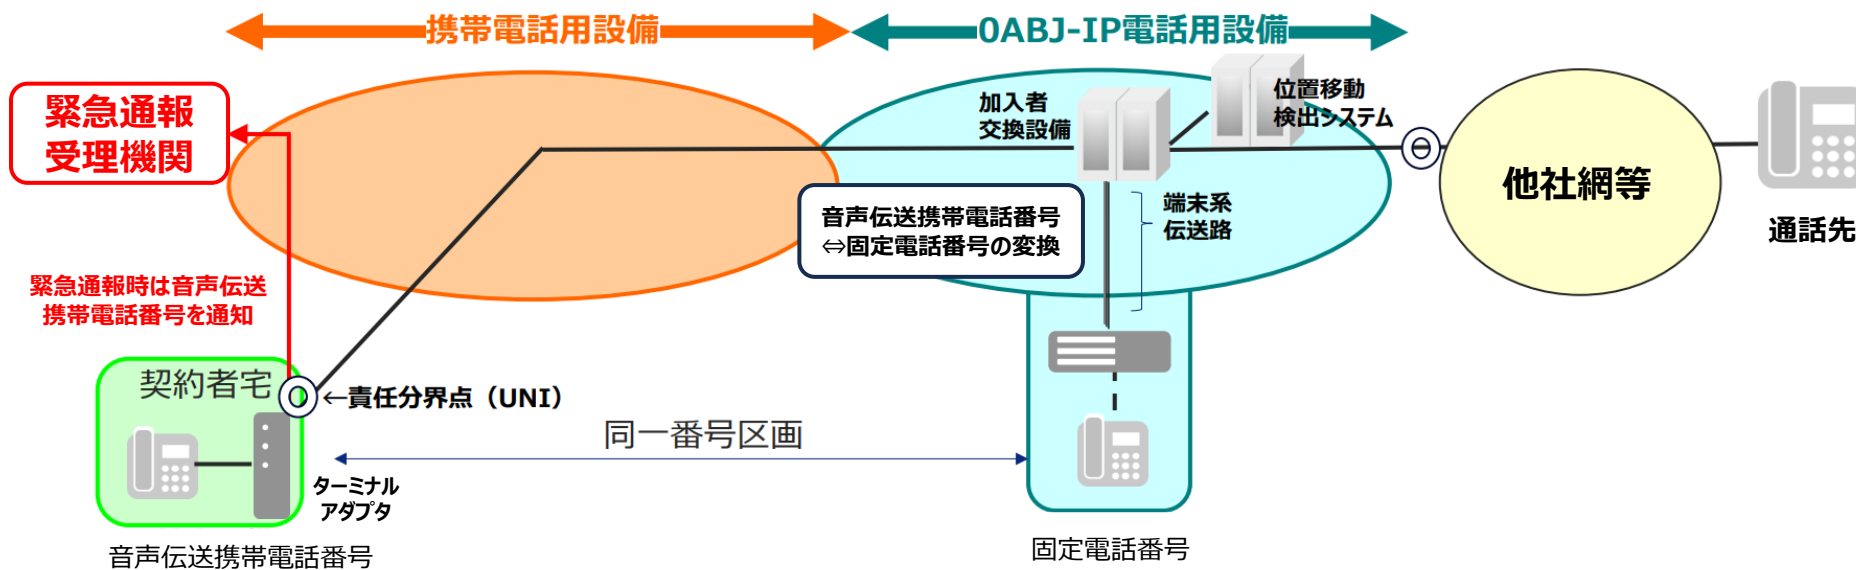 携帯電話用設備
0ABJ-IP電話用設備
緊急通報
受理機関
加入者
交換設備
位置移動
検出システム
他社網等
通話先
音声伝送携帯電話番号
⇔固定電話番号の変換
端末系
伝送路
緊急通報時は音声伝送
携帯電話番号を通知
契約者宅
←責任分界点（UNI）
同一番号区画
ターミナル
アダプタ
音声伝送携帯電話番号
固定電話番号